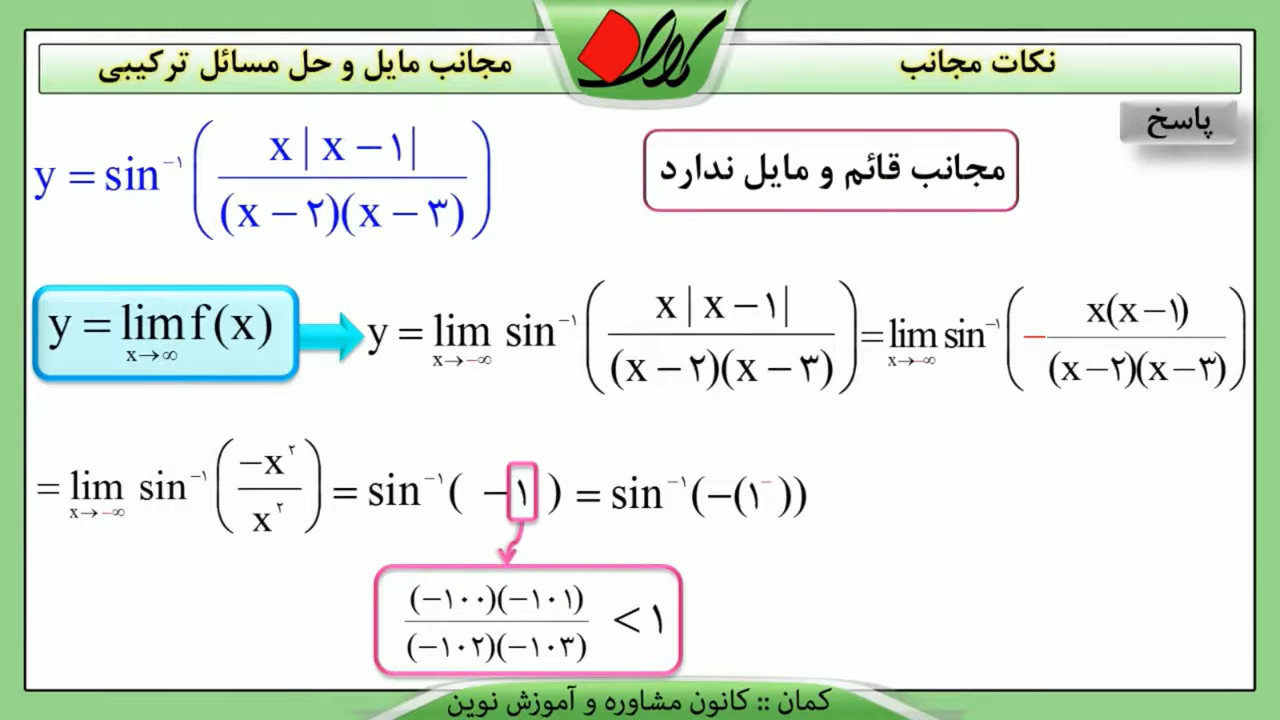 نکات مجانب
مجانب مایل و حل مسائل ترکیبی
پاسخ
y = sin⁻¹( x | x − ۱| / (x − ۲)(x − ۳) )
مجانب قائم و مایل ندارد
y = lim x→∞ f(x)
y = lim x→−∞ sin⁻¹( x | x − ۱| / (x − ۲)(x − ۳) ) = lim x→−∞ sin⁻¹( − x(x − ۱) / (x − ۲)(x − ۳) )
= lim x→−∞ sin⁻¹( −x² / x² ) = sin⁻¹( −۱ ) = sin⁻¹(−(۱⁻))
(−۱۰۰)(−۱۰۱) / (−۱۰۲)(−۱۰۳) < ۱
کمان :: کانون مشاوره و آموزش نوین